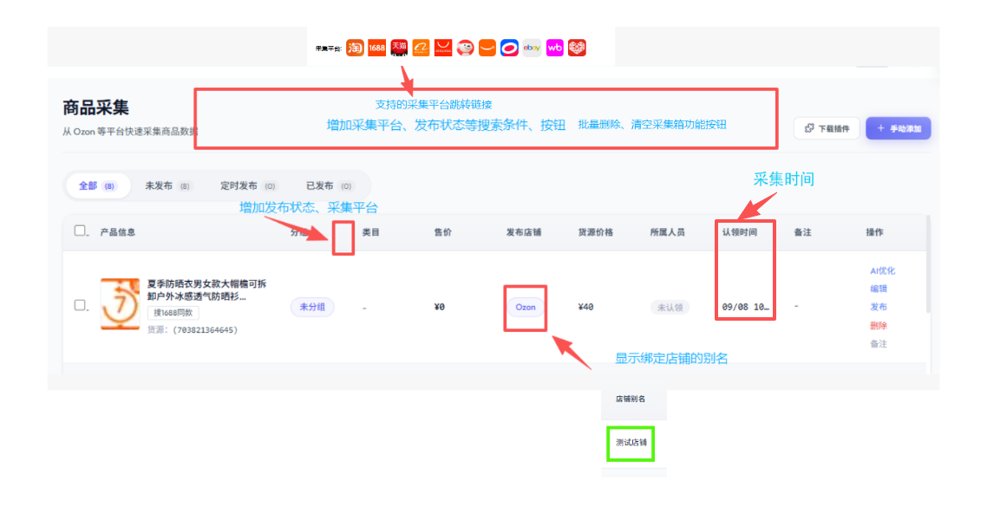 采集平台: 淘 1688 天猫 ebay wb
支持的采集平台跳转链接
商品采集
增加采集平台、发布状态等搜索条件、按钮 批量删除、清空采集箱功能按钮
从 Ozon 等平台快速采集商品数据
下载插件 + 手动添加
采集时间
全部 (8) 未发布 (8) 定时发布 (0) 已发布 (0)
增加发布状态、采集平台
产品信息 分组 类目 售价 发布店铺 货源价格 所属人员 认领时间 备注 操作
夏季防晒衣男女款大帽檐可拆
卸户外冰感透气防晒衫...
搜1688同款
货源: (703821364645)
未分组 - ¥0 Ozon ¥40 未认领 09/08 10… -
AI优化
编辑
发布
删除
备注
显示绑定店铺的别名
店铺别名
测试店铺